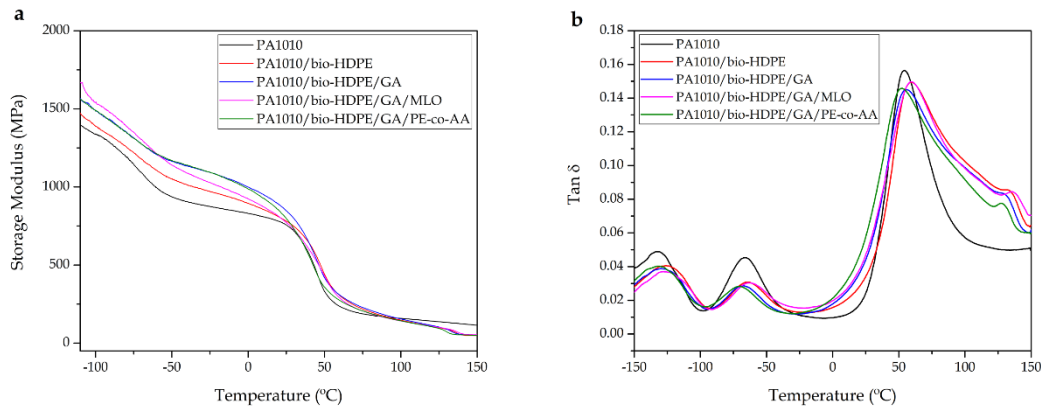 a
2000
1500
1000
500
0
Storage Modulus (MPa)
PA1010
PA1010/bio-HDPE
PA1010/bio-HDPE/GA
PA1010/bio-HDPE/GA/MLO
PA1010/bio-HDPE/GA/PE-co-AA
-100 -50 0 50 100 150
Temperature (ºC)
b
0.18
0.16
0.14
0.12
0.10
0.08
0.06
0.04
0.02
0.00
Tan δ
PA1010
PA1010/bio-HDPE
PA1010/bio-HDPE/GA
PA1010/bio-HDPE/GA/MLO
PA1010/bio-HDPE/GA/PE-co-AA
-150 -100 -50 0 50 100 150
Temperature (ºC)